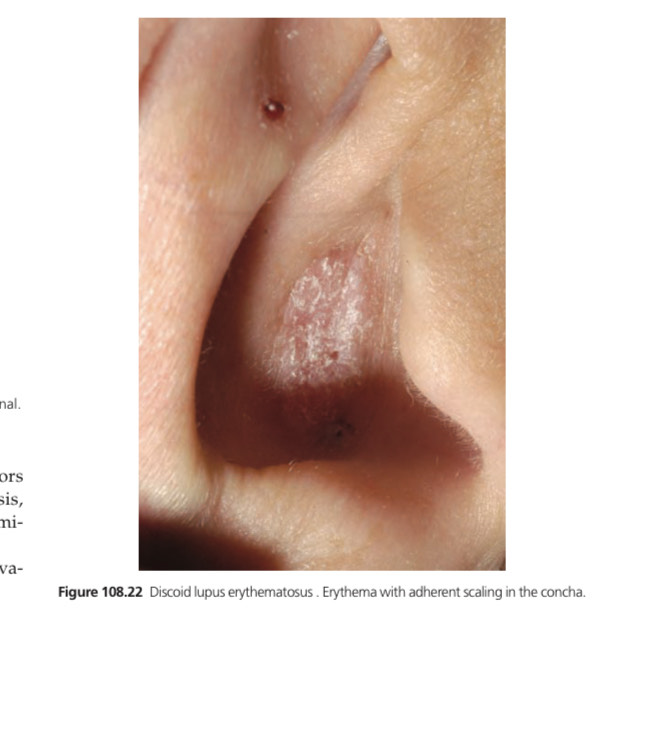 nal.
ors
sis,
mi-
va-
Figure 108.22 Discoid lupus erythematosus . Erythema with adherent scaling in the concha.